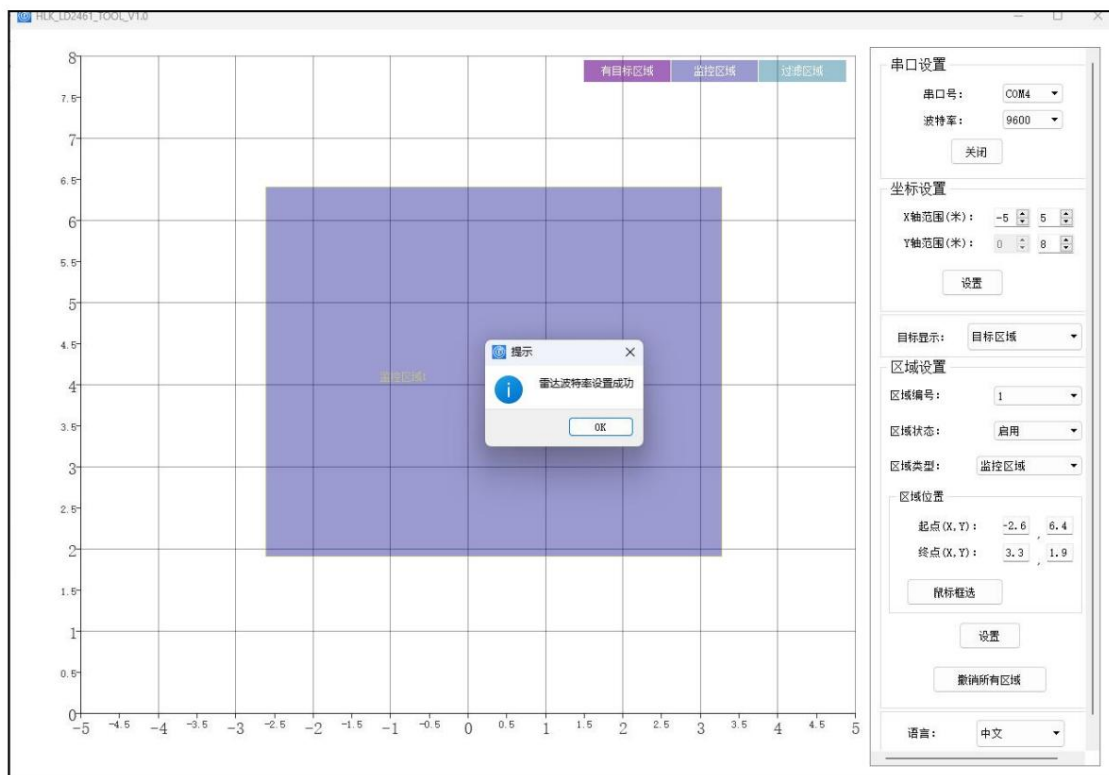 HLK_LD2461_TOOL_V1.0
有目标区域 监控区域 过滤区域
8
7.5
7
6.5
6
5.5
5
4.5
4
3.5
3
2.5
2
1.5
1
0.5
0
-5 -4.5 -4 -3.5 -3 -2.5 -2 -1.5 -1 -0.5 0 0.5 1 1.5 2 2.5 3 3.5 4 4.5 5
监控区域1
提示
雷达波特率设置成功
OK
串口设置
串口号: COM4
波特率: 9600
关闭
坐标设置
X轴范围(米): -5 5
Y轴范围(米): 0 8
设置
目标显示: 目标区域
区域设置
区域编号: 1
区域状态: 启用
区域类型: 监控区域
区域位置
起点(X,Y): -2.6 , 6.4
终点(X,Y): 3.3 , 1.9
鼠标框选
设置
撤销所有区域
语言: 中文